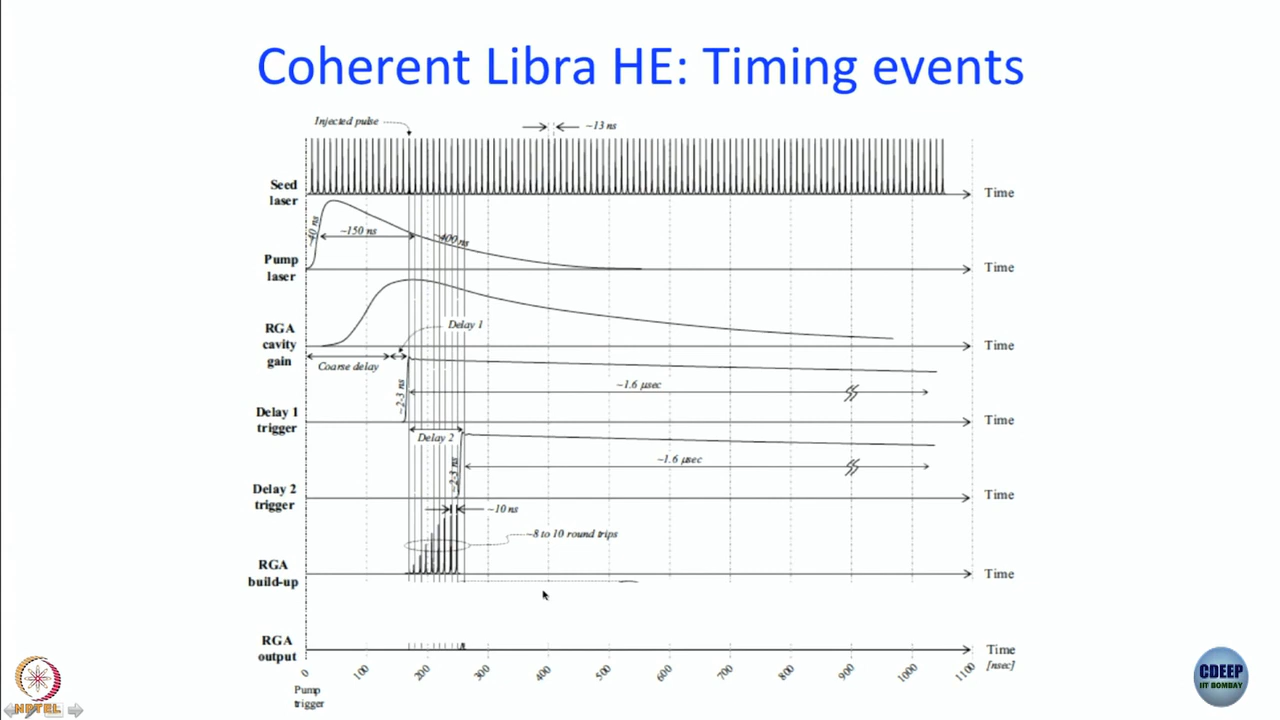 Coherent Libra HE: Timing events
Injected pulse
~13 ns
Seed
laser
Time
~40 ns
~150 ns
~400 ns
Pump
laser
Time
RGA
cavity
gain
Delay 1
Time
Coarse delay
~2-3 ns
~1.6 μsec
Delay 1
trigger
Time
Delay 2
~2-3 ns
~1.6 μsec
Delay 2
trigger
Time
~10 ns
~8 to 10 round trips
RGA
build-up
Time
RGA
output
Time
[nsec]
0 100 200 300 400 500 600 700 800 900 1000 1100
Pump
trigger
NPTEL
CDEEP
IIT BOMBAY